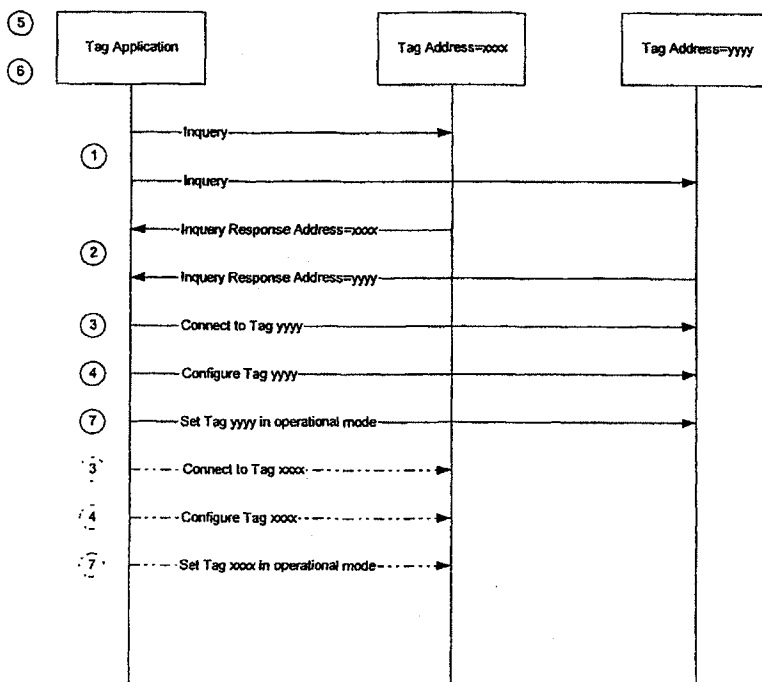 5
6
Tag Application
Tag Address=xxxx
Tag Address=yyyy
Inquery
1
Inquery
Inquery Response Address=xxxx
2
Inquery Response Address=yyyy
3 Connect to Tag yyyy
4 Configure Tag yyyy
7 Set Tag yyyy in operational mode
3 Connect to Tag xxxx
4 Configure Tag xxxx
7 Set Tag xxxx in operational mode